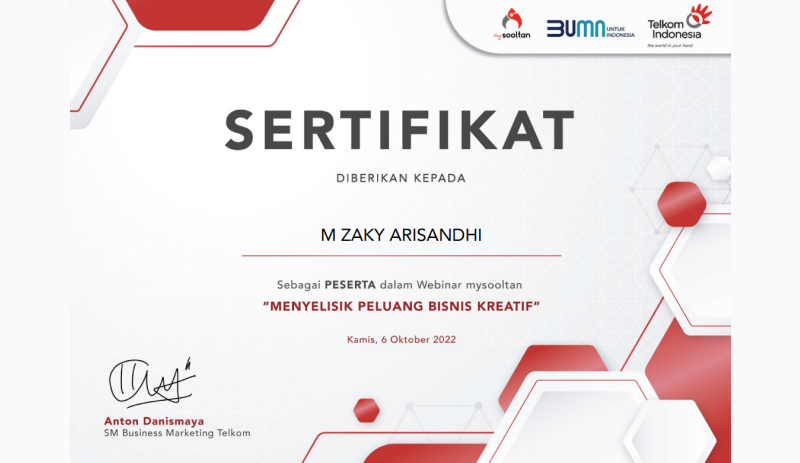 mysooltan
BUMN UNTUK INDONESIA
Telkom Indonesia
the world in your hand
SERTIFIKAT
DIBERIKAN KEPADA
M ZAKY ARISANDHI
Sebagai PESERTA dalam Webinar mysooltan
"MENYELISIK PELUANG BISNIS KREATIF"
Kamis, 6 Oktober 2022
Anton Danismaya
SM Business Marketing Telkom